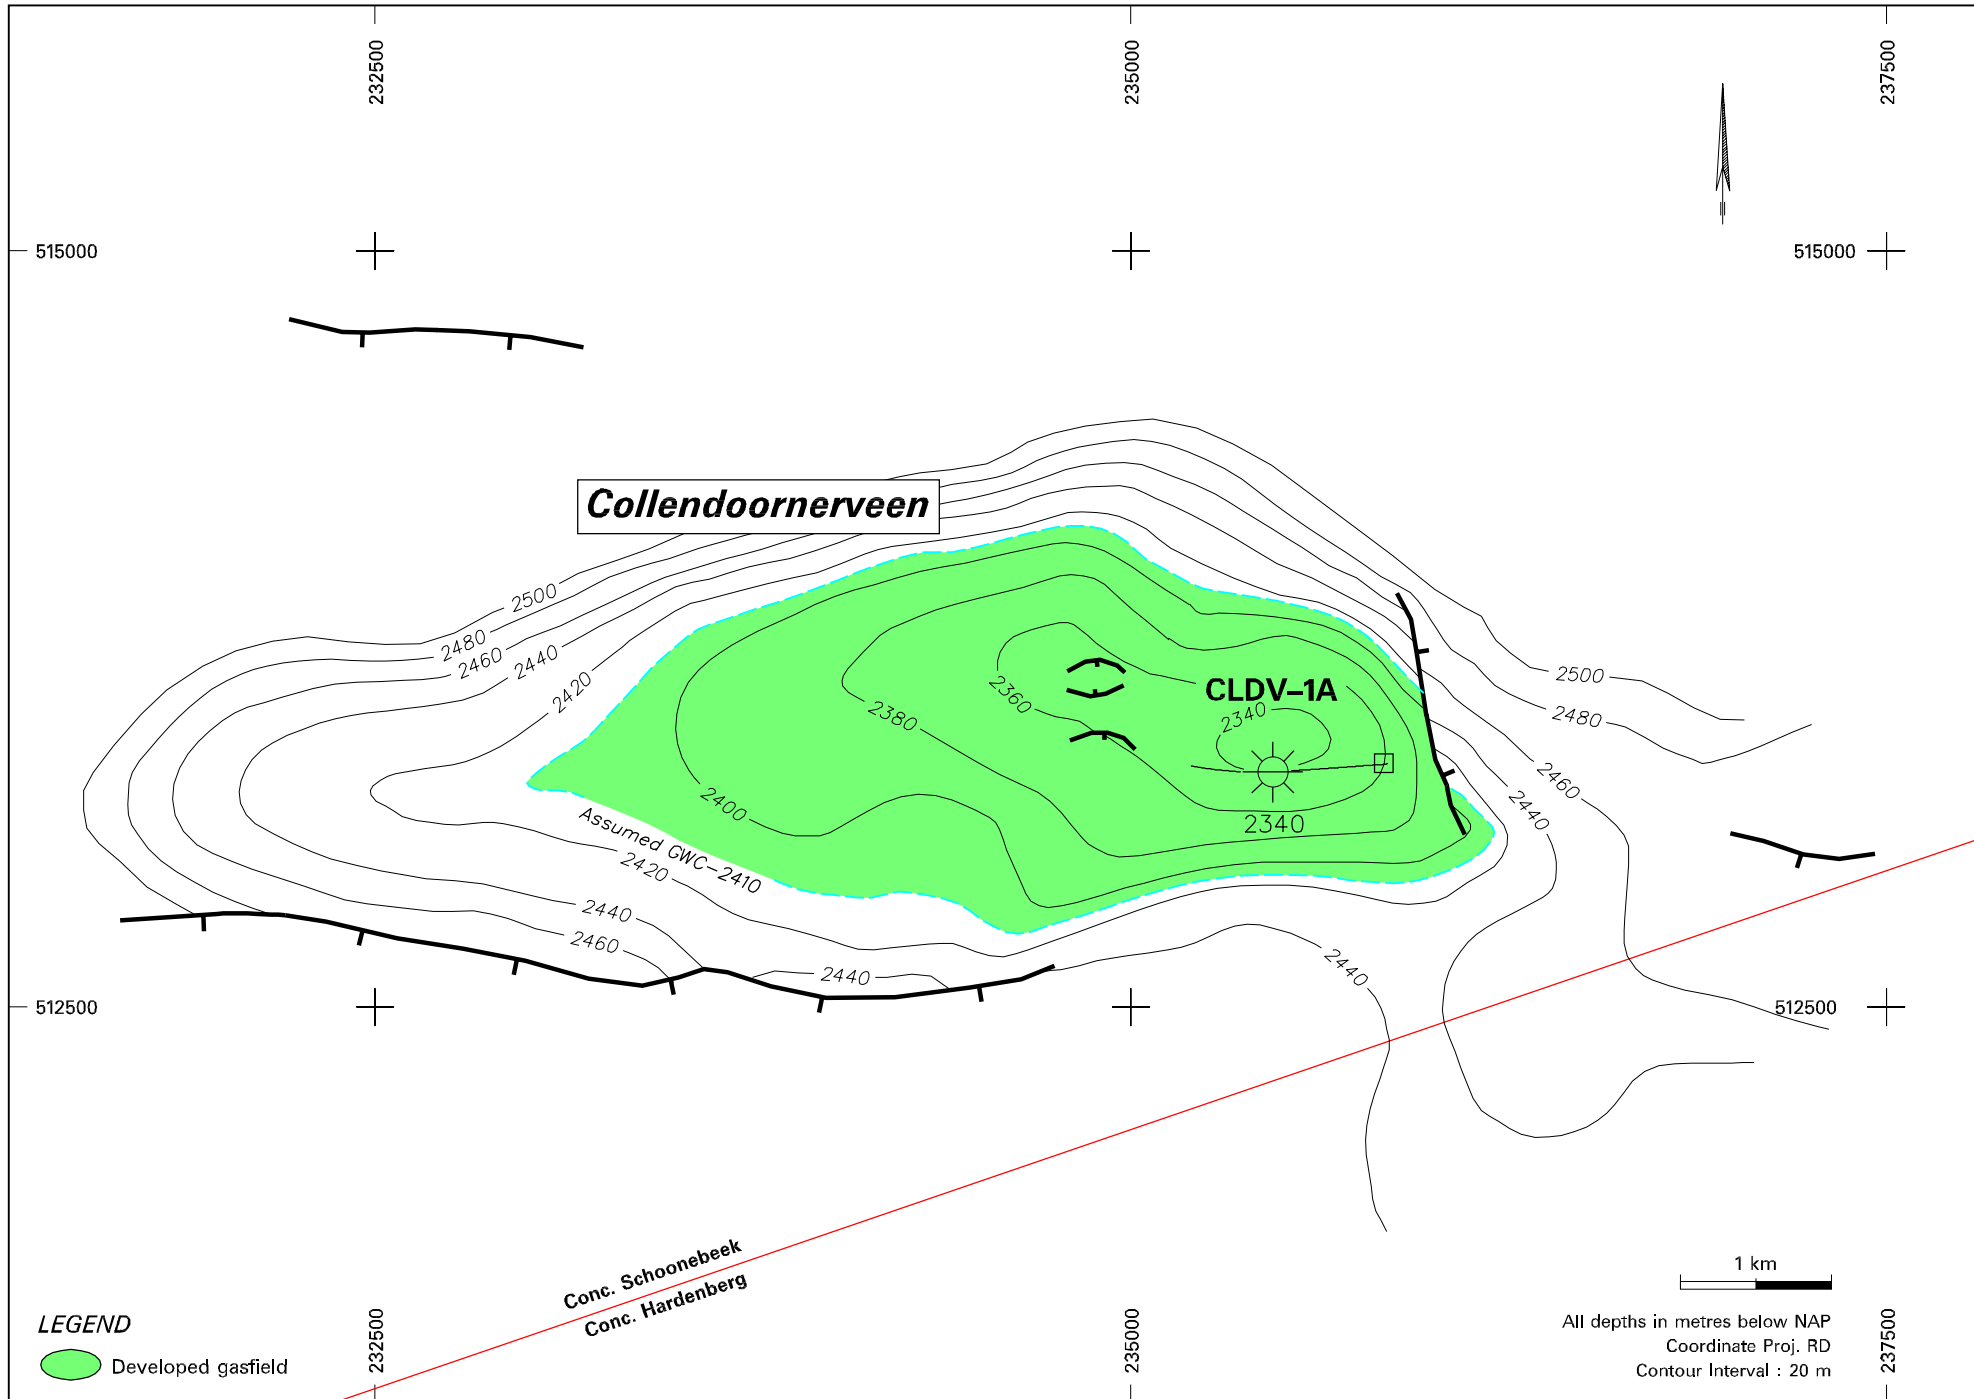 232500
235000
237500
515000
515000
Collendoornerveen
2500
2480
2460
2440
2420
2500
2480
2460
2440
CLDV–1A
2340
2360
2380
2400
2340
Assumed GWC–2410
2420
2440
2460
2440
2440
512500
512500
Conc. Schoonebeek
Conc. Hardenberg
1 km
All depths in metres below NAP
Coordinate Proj. RD
Contour Interval : 20 m
LEGEND
Developed gasfield
232500
235000
237500